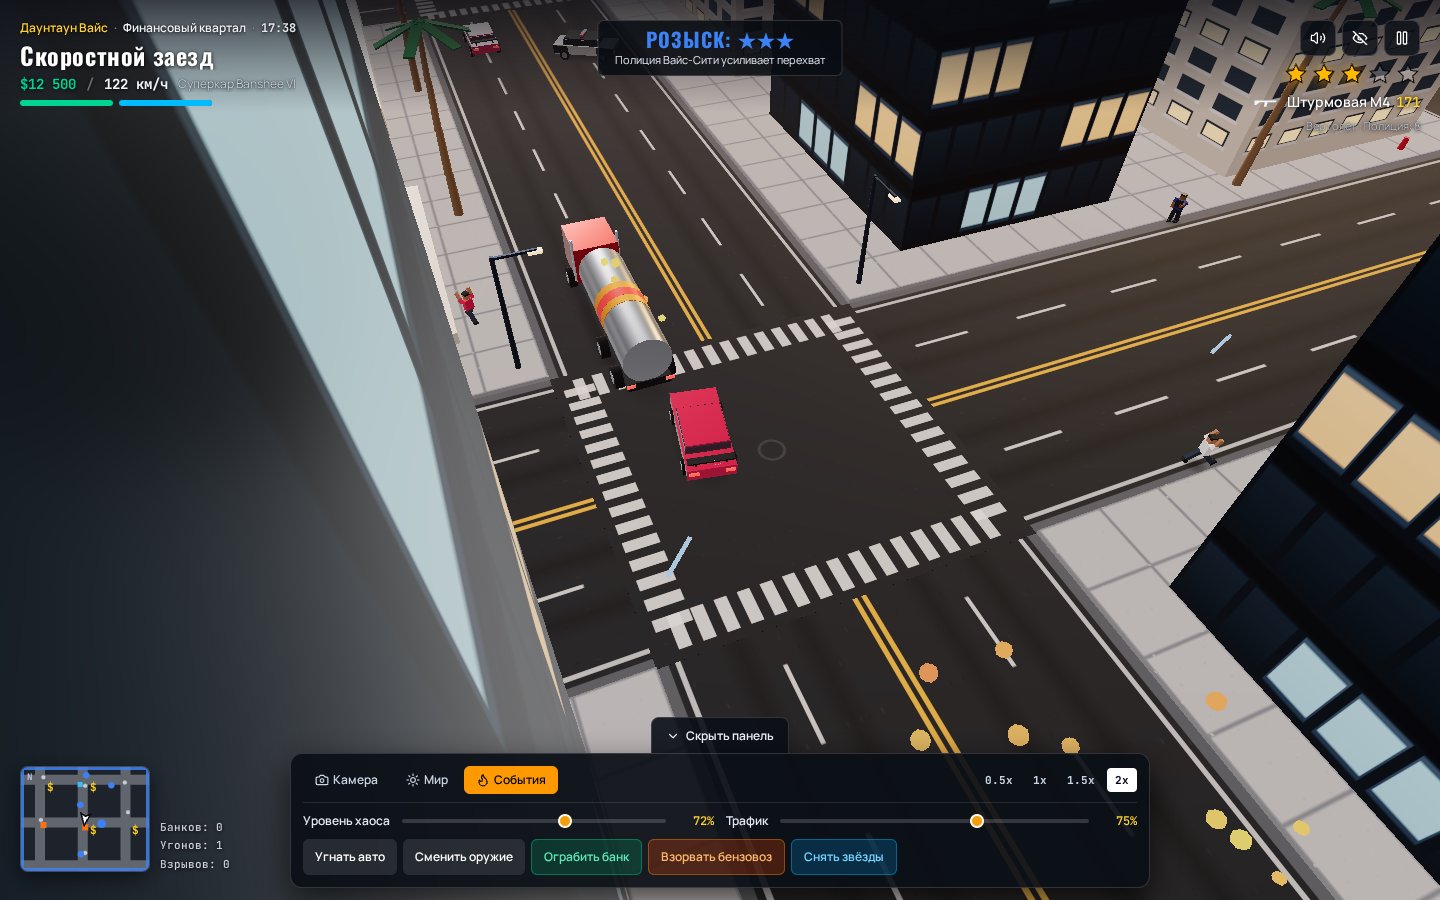 Даунтаун Вайс · Финансовый квартал · 17:38
Скоростной заезд
$12 500 / 122 км/ч Суперкар Banshee VI
РОЗЫСК: ★★★
Полиция Вайс-Сити усиливает перехват
Штурмовая M4 171
Скрыть панель
Камера
Мир
События
0.5x 1x 1.5x 2x
Уровень хаоса 72% Трафик 75%
Угнать авто
Сменить оружие
Ограбить банк
Взорвать бензовоз
Снять звёзды
N
$ $
$ $
Банков: 0
Угонов: 1
Взрывов: 0